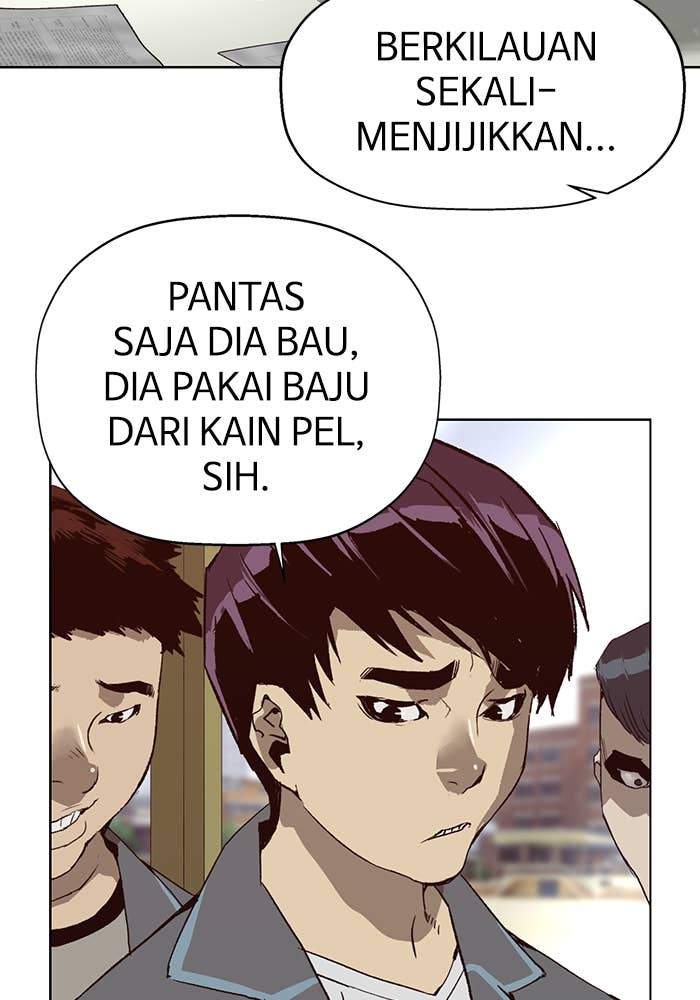 BERKILAUAN
SEKALI-
MENJIJIKKAN...
PANTAS
SAJA DIA BAU,
DIA PAKAI BAJU
DARI KAIN PEL,
SIH.